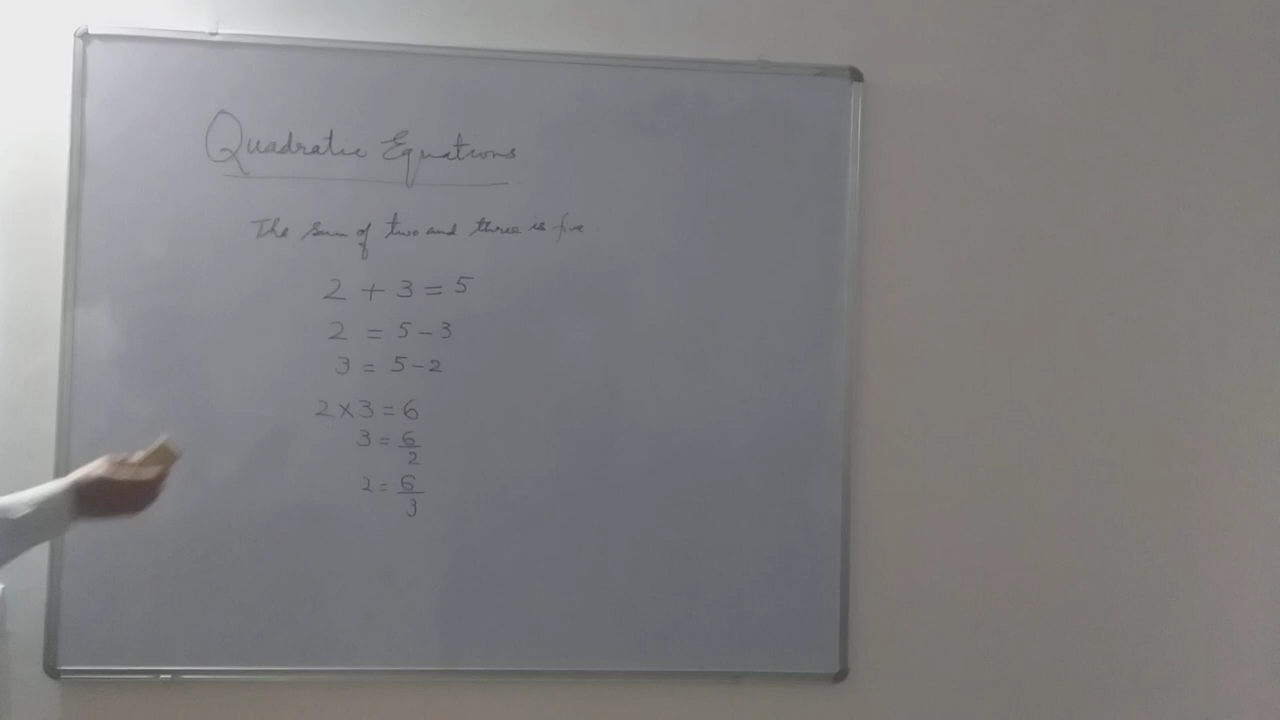 Quadratic Equations
The sum of two and three is five.
2 + 3 = 5
2 = 5 - 3
3 = 5 - 2
2 × 3 = 6
3 = 6/2
2 = 6/3